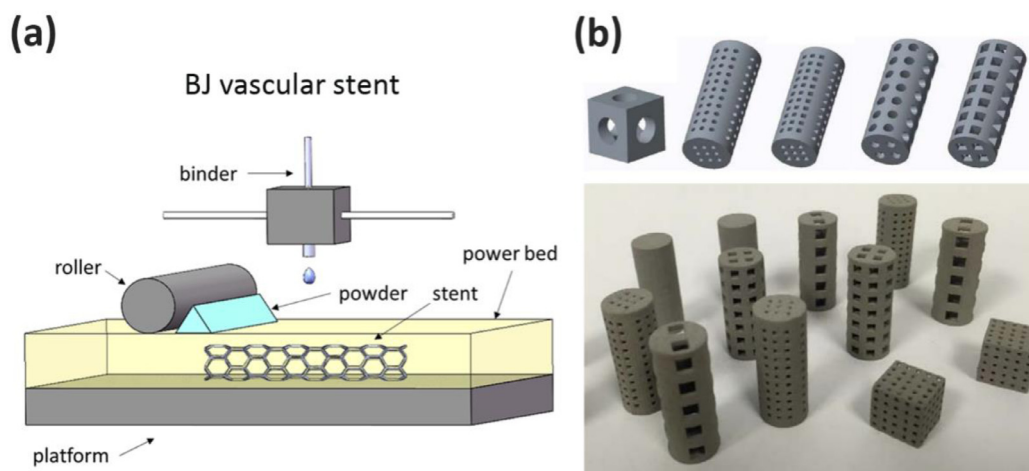 (a)
BJ vascular stent
binder
roller
power bed
powder
stent
platform
(b)